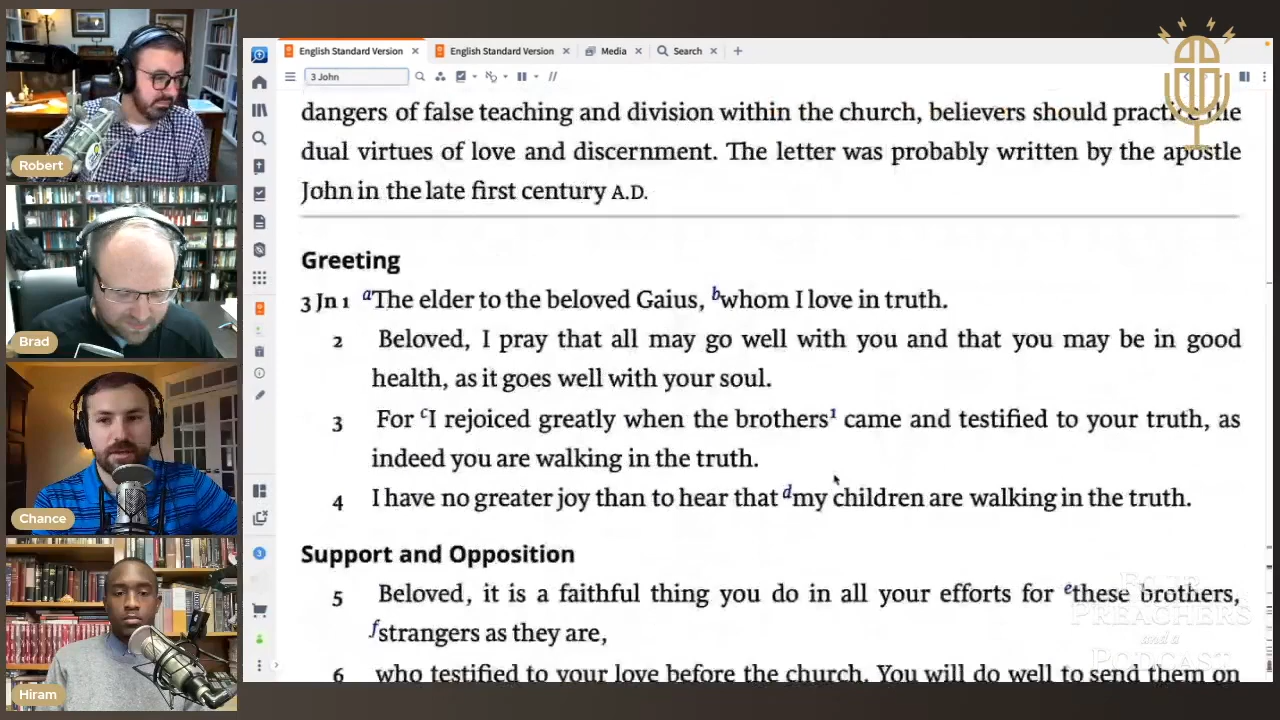 Robert
Brad
Chance
Hiram
English Standard Version
English Standard Version
Media
Search
3 John
dangers of false teaching and division within the church, believers should practice the
dual virtues of love and discernment. The letter was probably written by the apostle
John in the late first century A.D.
Greeting
3 Jn 1 aThe elder to the beloved Gaius, bwhom I love in truth.
2 Beloved, I pray that all may go well with you and that you may be in good
health, as it goes well with your soul.
3 For cI rejoiced greatly when the brothers1 came and testified to your truth, as
indeed you are walking in the truth.
4 I have no greater joy than to hear that dmy children are walking in the truth.
Support and Opposition
5 Beloved, it is a faithful thing you do in all your efforts for ethese brothers,
fstrangers as they are,
6 who testified to your love before the church. You will do well to send them on
3
PREACHERS
and a
PODCAST